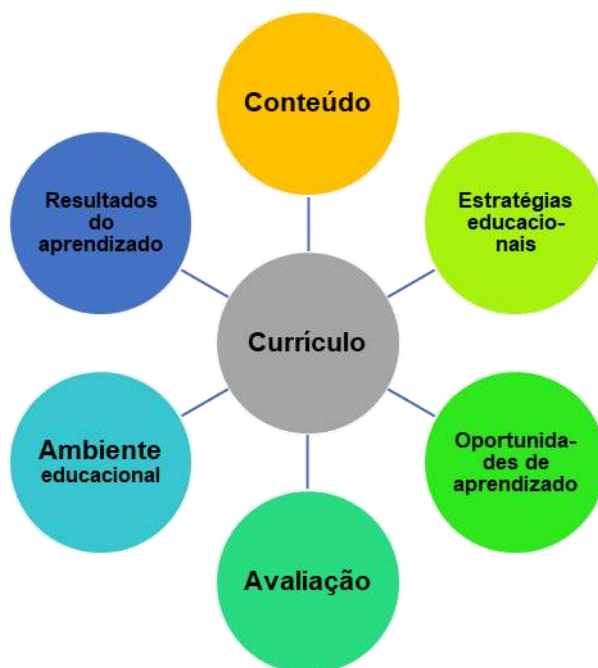 Conteúdo
Resultados
do
aprendizado
Estratégias
educacio-
nais
Currículo
Ambiente
educacional
Oportunida-
des de
aprendizado
Avaliação